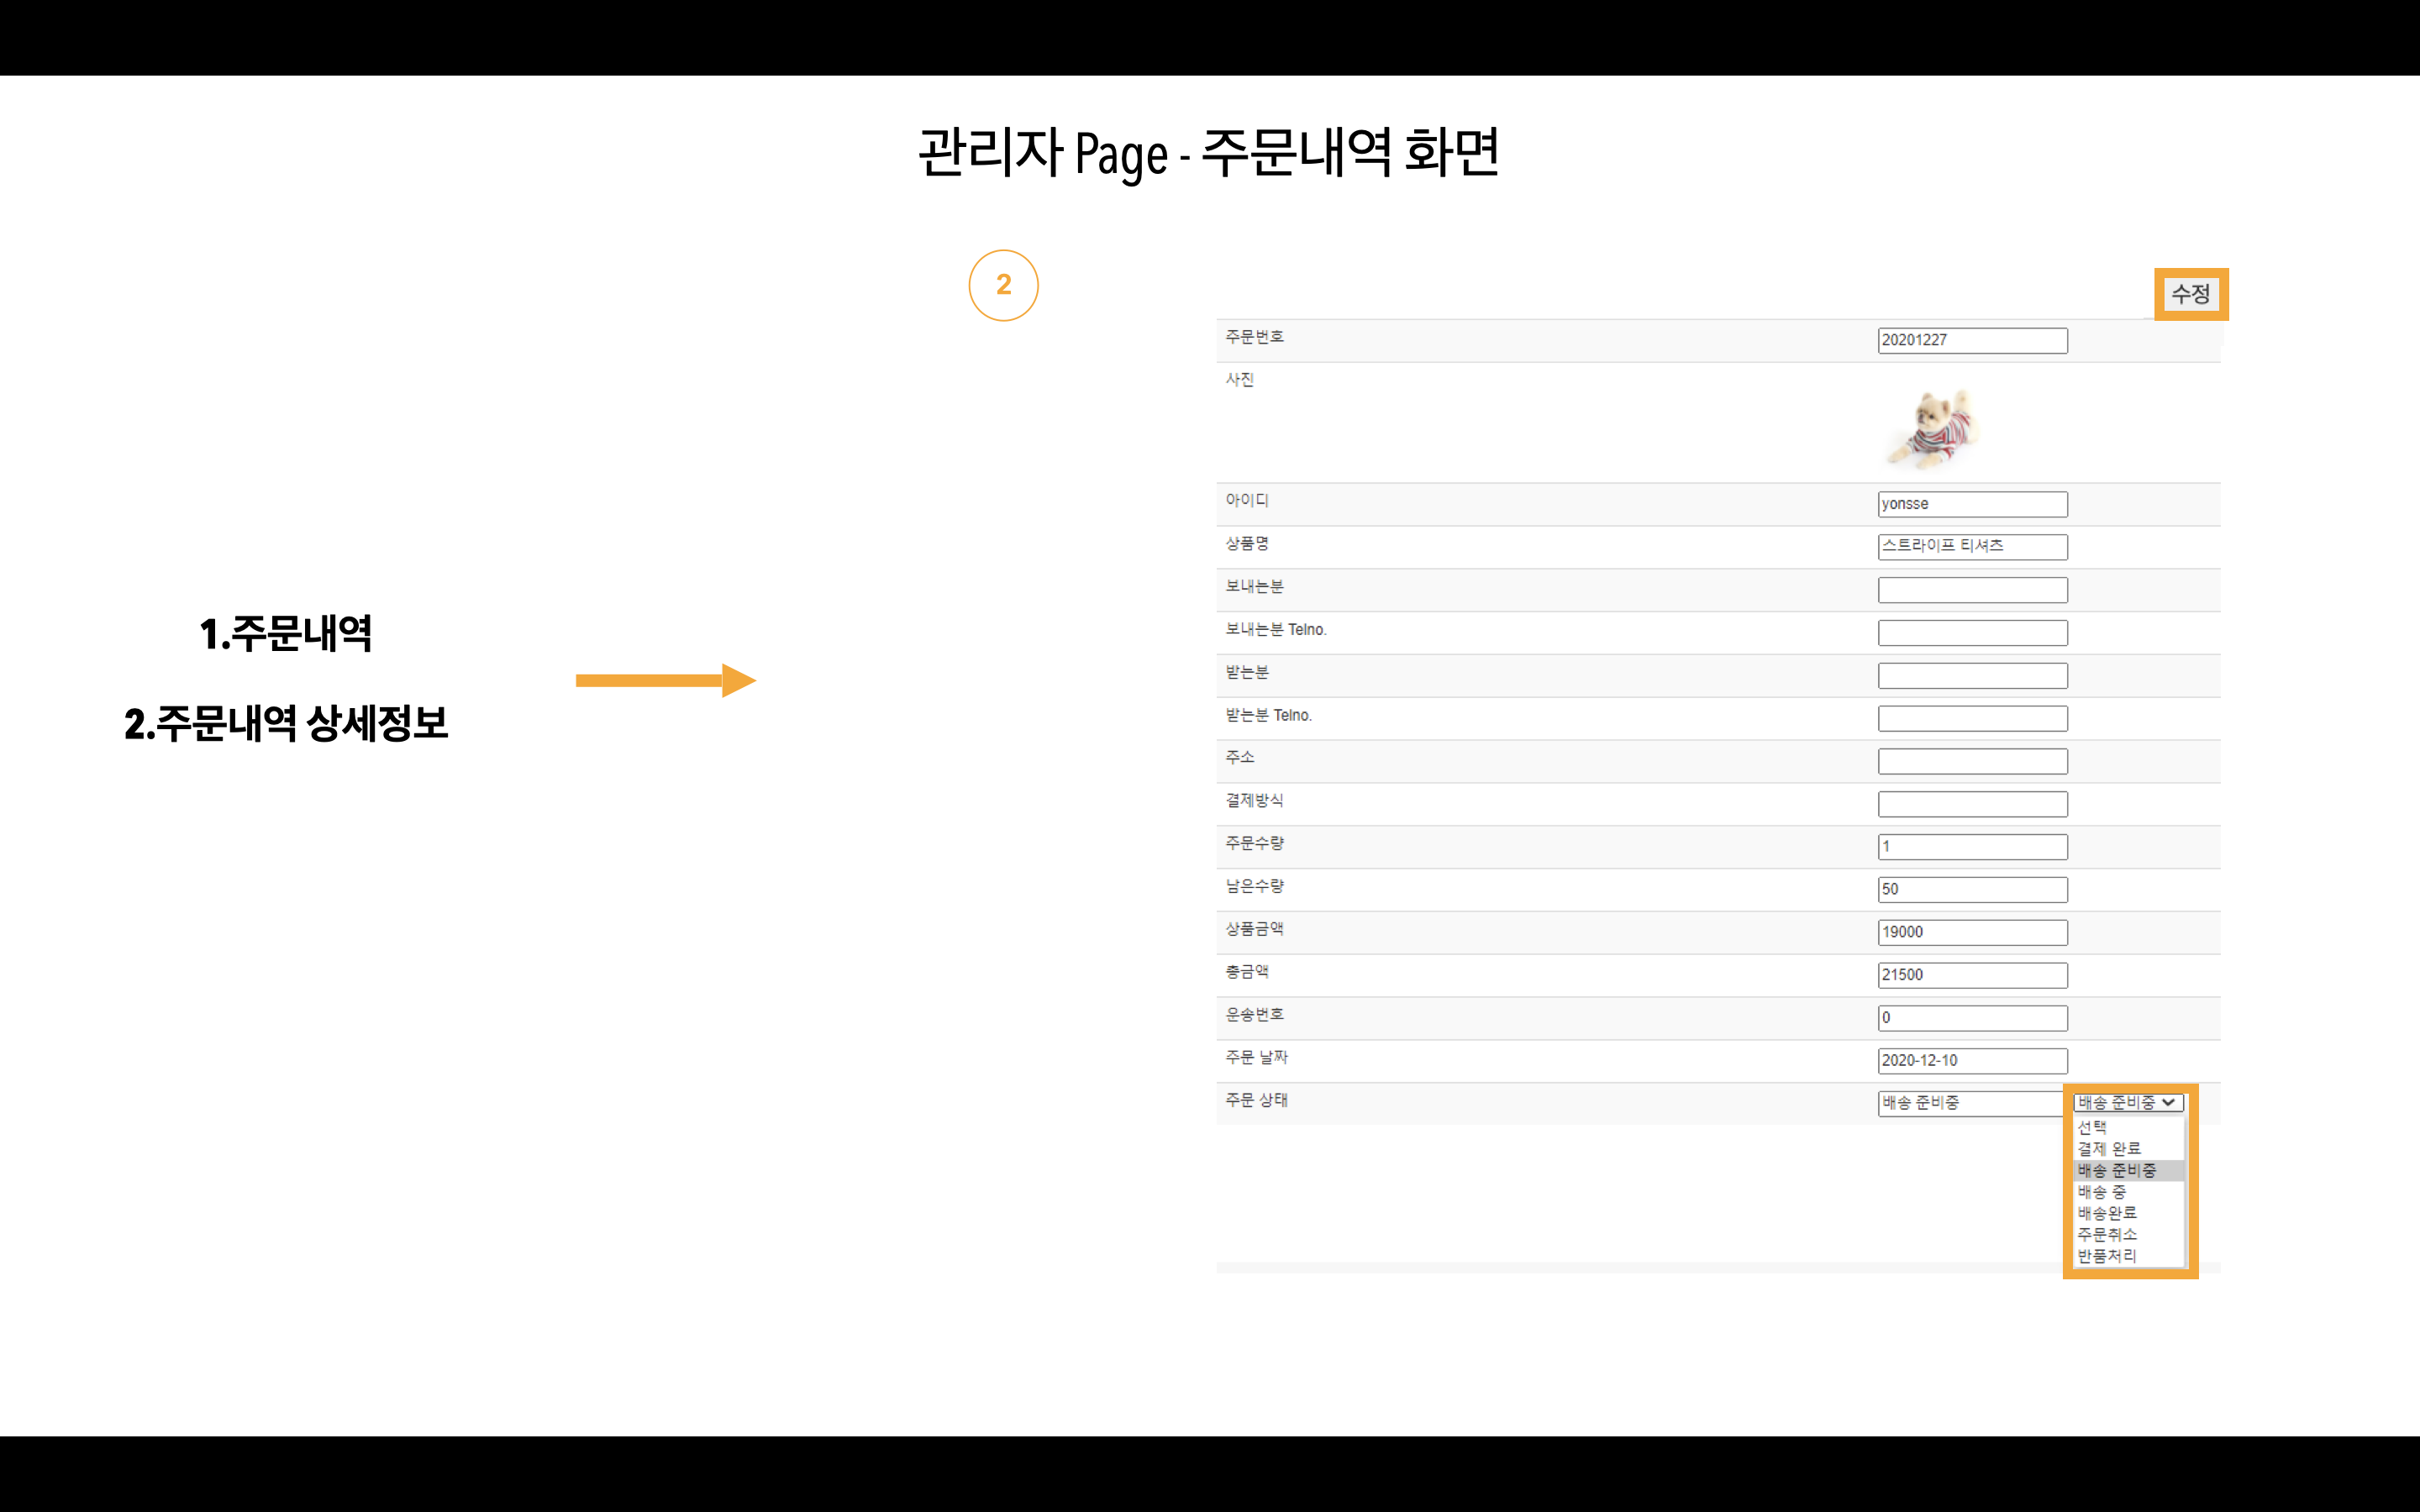 관리자 Page - 주문내역 화면
1.주문내역
2.주문내역 상세정보
2
수정
주문번호 20201227
사진
아이디 yonsse
상품명 스트라이프 티셔츠
보내는분
보내는분 Telno.
받는분
받는분 Telno.
주소
결제방식
주문수량 1
남은수량 50
상품금액 19000
총금액 21500
운송번호 0
주문 날짜 2020-12-10
주문 상태 배송 준비중 배송 준비중
선택
결제 완료
배송 준비중
배송 중
배송완료
주문취소
반품처리